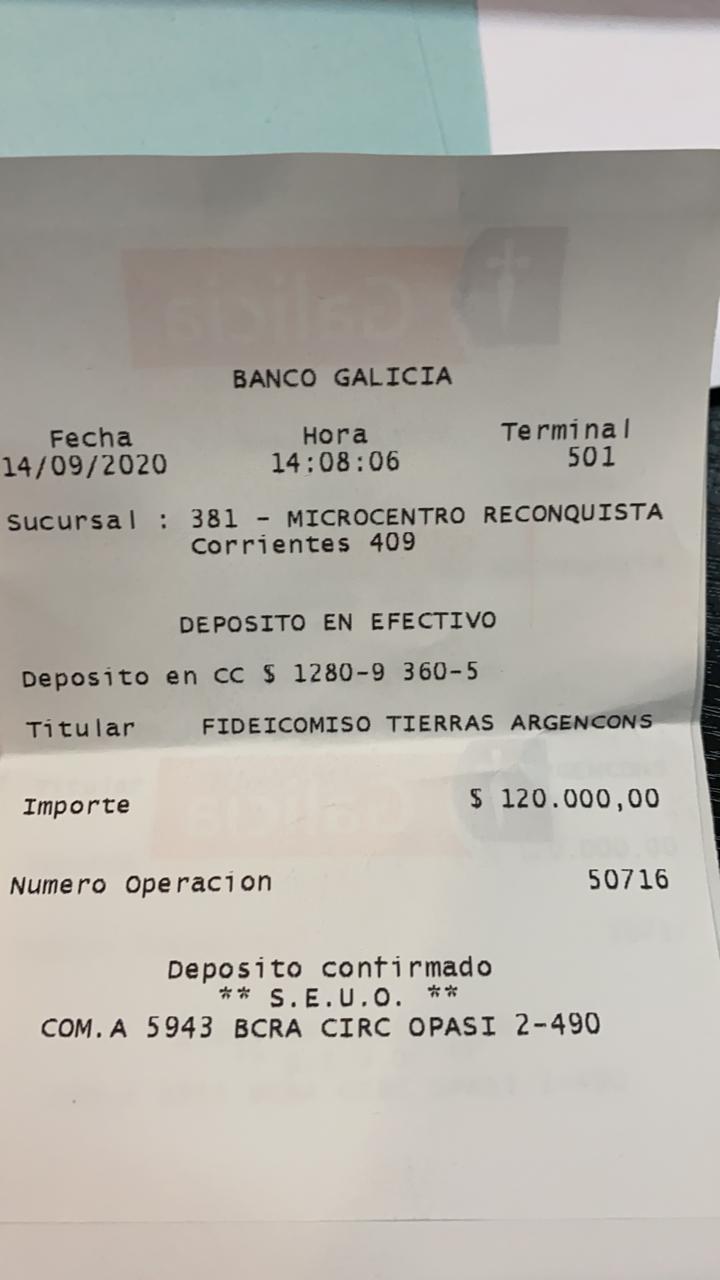 Galicia
BANCO GALICIA
Fecha Hora Terminal
14/09/2020 14:08:06 501
Sucursal : 381 - MICROCENTRO RECONQUISTA
Corrientes 409
DEPOSITO EN EFECTIVO
Deposito en CC $ 1280-9 360-5
Titular FIDEICOMISO TIERRAS ARGENCONS
Importe $ 120.000,00
Galicia
Numero Operacion 50716
Deposito confirmado
** S.E.U.O. **
COM.A 5943 BCRA CIRC OPASI 2-490